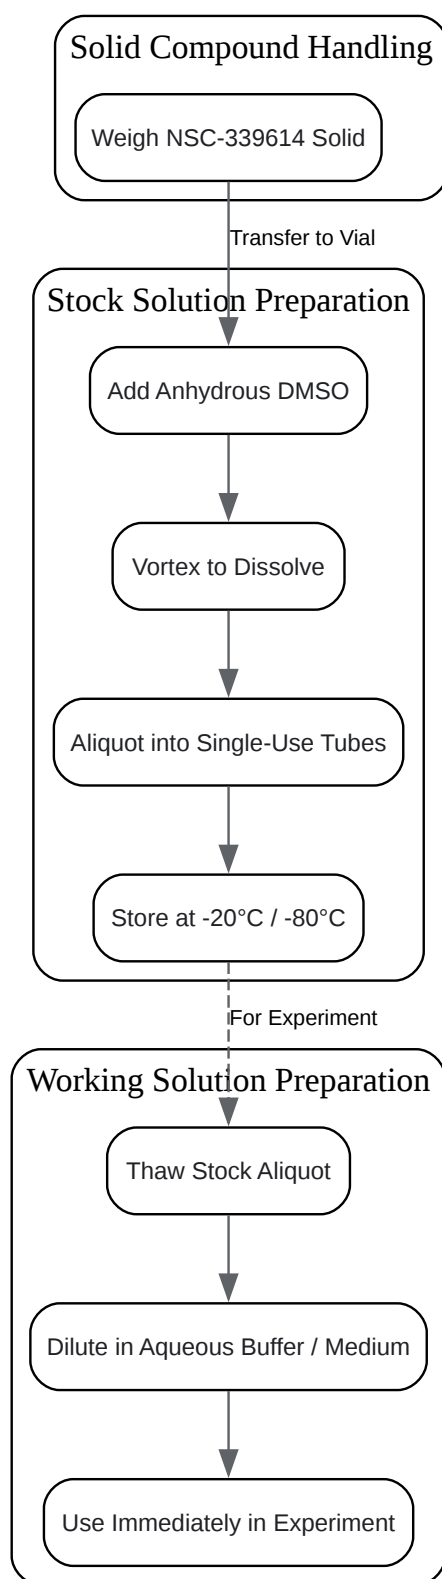 Solid Compound Handling
Weigh NSC-339614 Solid
Transfer to Vial
Stock Solution Preparation
Add Anhydrous DMSO
Vortex to Dissolve
Aliquot into Single-Use Tubes
Store at -20°C / -80°C
For Experiment
Working Solution Preparation
Thaw Stock Aliquot
Dilute in Aqueous Buffer / Medium
Use Immediately in Experiment